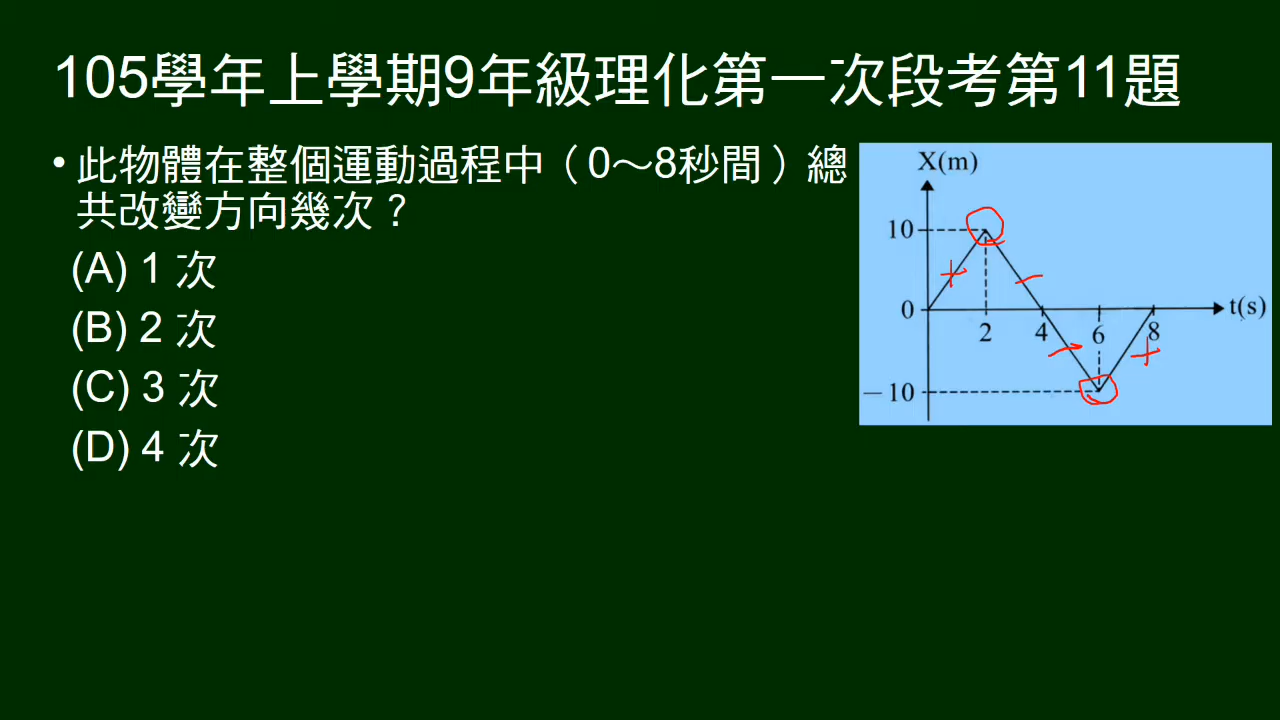 105學年上學期9年級理化第一次段考第11題
• 此物體在整個運動過程中（0～8秒間）總
共改變方向幾次？
(A) 1 次
(B) 2 次
(C) 3 次
(D) 4 次
X(m)
10
+ −
0
2 4 6 8
t(s)
− +
−10